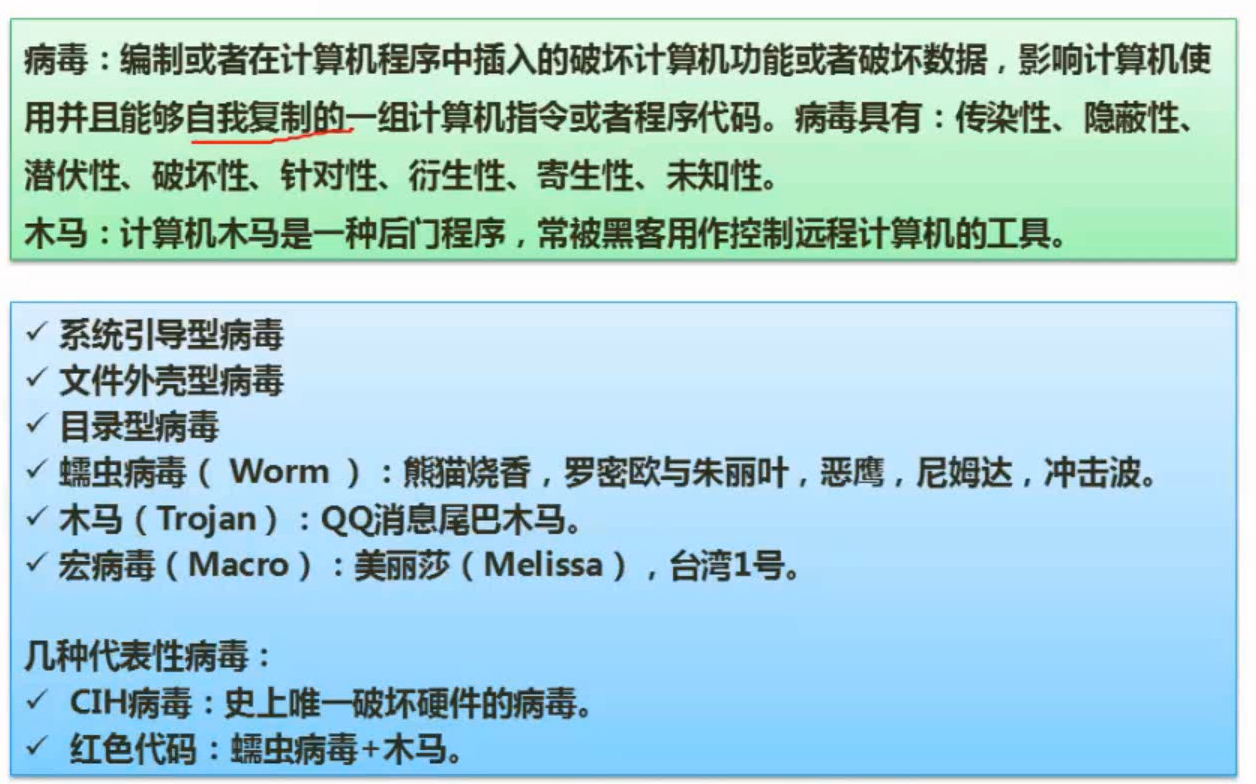 病毒：编制或者在计算机程序中插入的破坏计算机功能或者破坏数据，影响计算机使
用并且能够自我复制的一组计算机指令或者程序代码。病毒具有：传染性、隐蔽性、
潜伏性、破坏性、针对性、衍生性、寄生性、未知性。
木马：计算机木马是一种后门程序，常被黑客用作控制远程计算机的工具。
✓ 系统引导型病毒
✓ 文件外壳型病毒
✓ 目录型病毒
✓ 蠕虫病毒（ Worm ）：熊猫烧香，罗密欧与朱丽叶，恶鹰，尼姆达，冲击波。
✓ 木马（Trojan）：QQ消息尾巴木马。
✓ 宏病毒（Macro）：美丽莎（Melissa），台湾1号。
几种代表性病毒：
✓ CIH病毒：史上唯一破坏硬件的病毒。
✓ 红色代码：蠕虫病毒+木马。